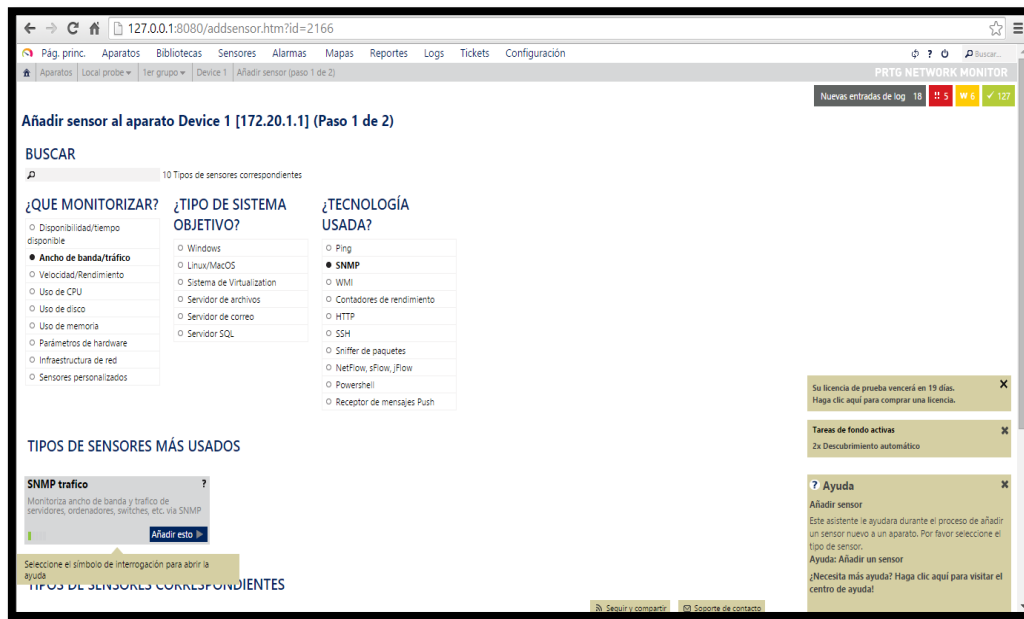 127.0.0.1:8080/addsensor.htm?id=2166
Pág. princ. Aparatos Bibliotecas Sensores Alarmas Mapas Reportes Logs Tickets Configuración ? Buscar...
Aparatos Local probe 1er grupo Device 1 Añadir sensor (paso 1 de 2) PRTG NETWORK MONITOR
Nuevas entradas de log 18 !! 5 W 6 127
Añadir sensor al aparato Device 1 [172.20.1.1] (Paso 1 de 2)
BUSCAR
10 Tipos de sensores correspondientes
¿QUE MONITORIZAR?
Disponibilidad/tiempo
disponible
Ancho de banda/tráfico
Velocidad/Rendimiento
Uso de CPU
Uso de disco
Uso de memoria
Parámetros de hardware
Infraestructura de red
Sensores personalizados
¿TIPO DE SISTEMA
OBJETIVO?
Windows
Linux/MacOS
Sistema de Virtualization
Servidor de archivos
Servidor de correo
Servidor SQL
¿TECNOLOGÍA
USADA?
Ping
SNMP
WMI
Contadores de rendimiento
HTTP
SSH
Sniffer de paquetes
NetFlow, sFlow, jFlow
Powershell
Receptor de mensajes Push
Su licencia de prueba vencerá en 19 días.
Haga clic aquí para comprar una licencia.
Tareas de fondo activas
2x Descubrimiento automático
TIPOS DE SENSORES MÁS USADOS
SNMP trafico ?
Monitoriza ancho de banda y trafico de
servidores, ordenadores, switches, etc. via SNMP
Añadir esto
Seleccione el símbolo de interrogación para abrir la
ayuda
TIPOS DE SENSORES CORRESPONDIENTES
? Ayuda
Añadir sensor
Este asistente le ayudara durante el proceso de añadir
un sensor nuevo a un aparato. Por favor seleccione el
tipo de sensor.
Ayuda: Añadir un sensor
¿Necesita más ayuda? Haga clic aquí para visitar el
centro de ayuda!
Seguir y compartir Soporte de contacto